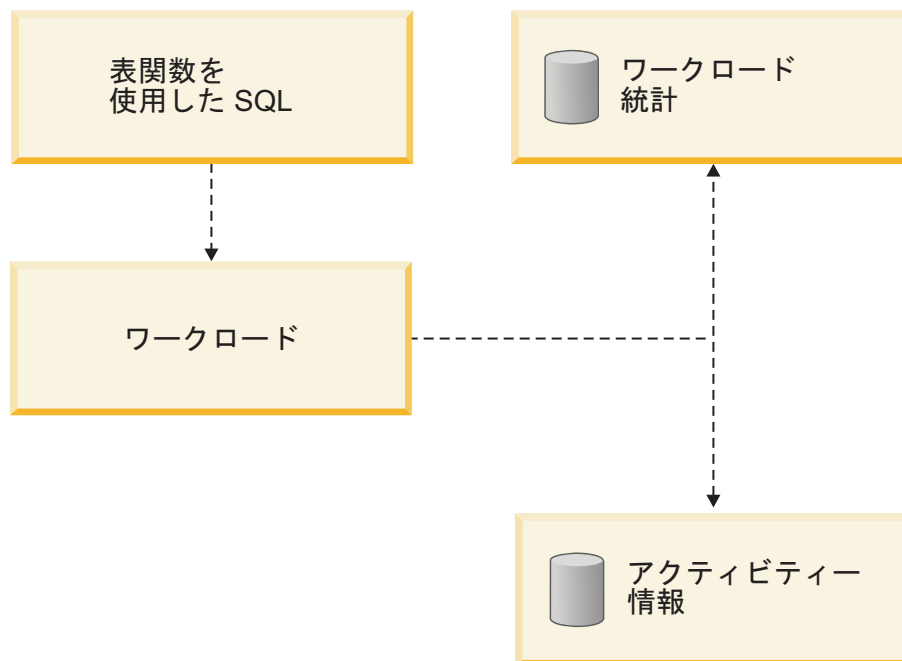 表関数を
使用した SQL
ワークロード
統計
ワークロード
アクティビティー
情報